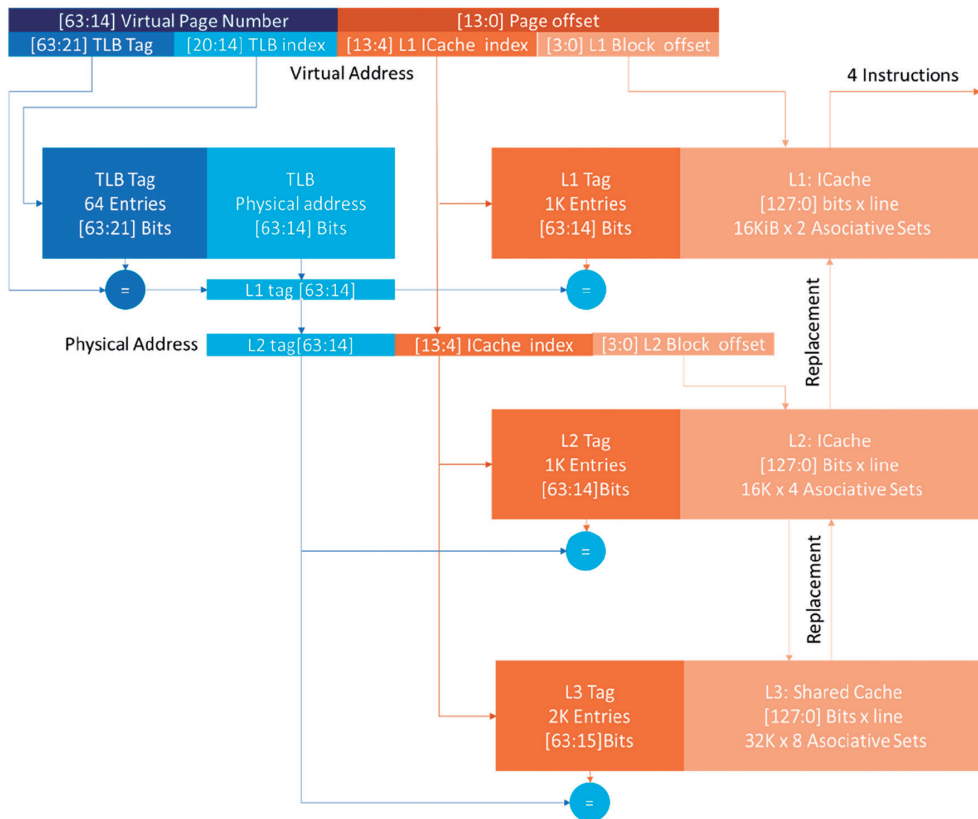 [63:14] Virtual Page Number
[13:0] Page offset
[63:21] TLB Tag
[20:14] TLB index
[13:4] L1 ICache index
[3:0] L1 Block offset
Virtual Address
4 Instructions
TLB Tag
64 Entries
[63:21] Bits
TLB
Physical address
[63:14] Bits
L1 Tag
1K Entries
[63:14] Bits
L1: ICache
[127:0] bits x line
16KiB x 2 Asociative Sets
=
L1 tag [63:14]
=
Replacement
Physical Address
L2 tag[63:14]
[13:4] ICache index
[3:0] L2 Block offset
L2 Tag
1K Entries
[63:14]Bits
L2: ICache
[127:0] Bits x line
16K x 4 Asociative Sets
=
Replacement
L3 Tag
2K Entries
[63:15]Bits
L3: Shared Cache
[127:0] Bits x line
32K x 8 Asociative Sets
=